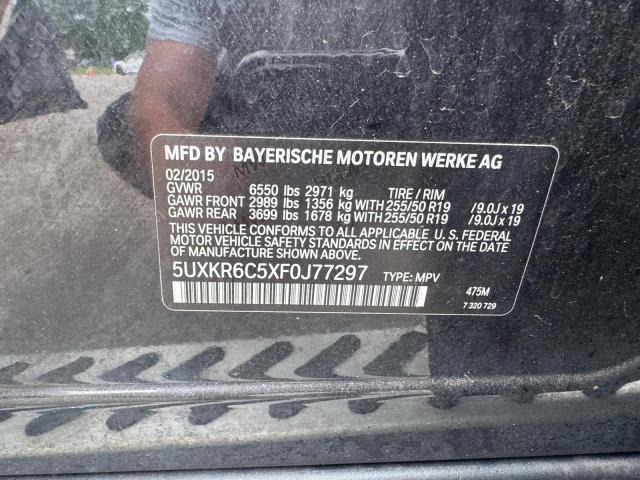 MFD BY BAYERISCHE MOTOREN WERKE AG
02/2015
GVWR 6550 lbs 2971 kg TIRE / RIM
GAWR FRONT 2989 lbs 1356 kg WITH 255/50 R19 /9.0J x 19
GAWR REAR 3699 lbs 1678 kg WITH 255/50 R19 /9.0J x 19
THIS VEHICLE CONFORMS TO ALL APPLICABLE U. S. FEDERAL
MOTOR VEHICLE SAFETY STANDARDS IN EFFECT ON THE DATE OF
MANUFACTURE SHOWN ABOVE.
5UXKR6C5XF0J77297 TYPE: MPV
475M
7 320 729